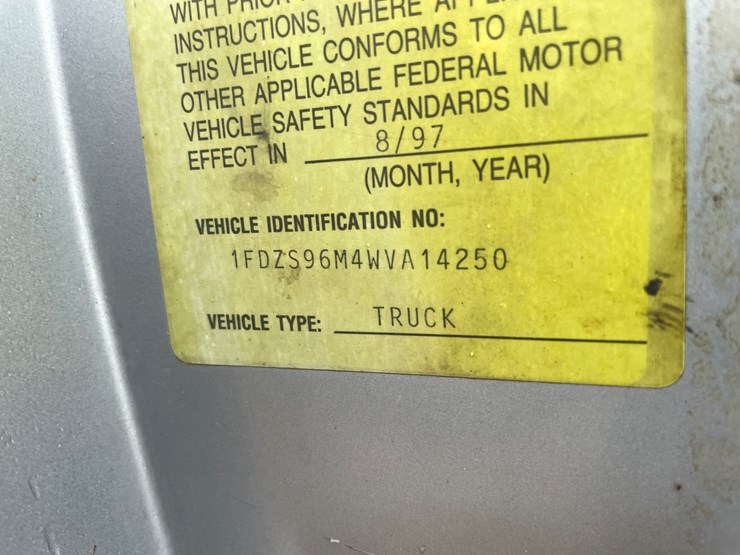 WITH
INSTRUCTIONS, WHERE
THIS VEHICLE CONFORMS TO ALL
OTHER APPLICABLE FEDERAL MOTOR
VEHICLE SAFETY STANDARDS IN
EFFECT IN 8/97
(MONTH, YEAR)
VEHICLE IDENTIFICATION NO:
1FDZS96M4WVA14250
VEHICLE TYPE: TRUCK